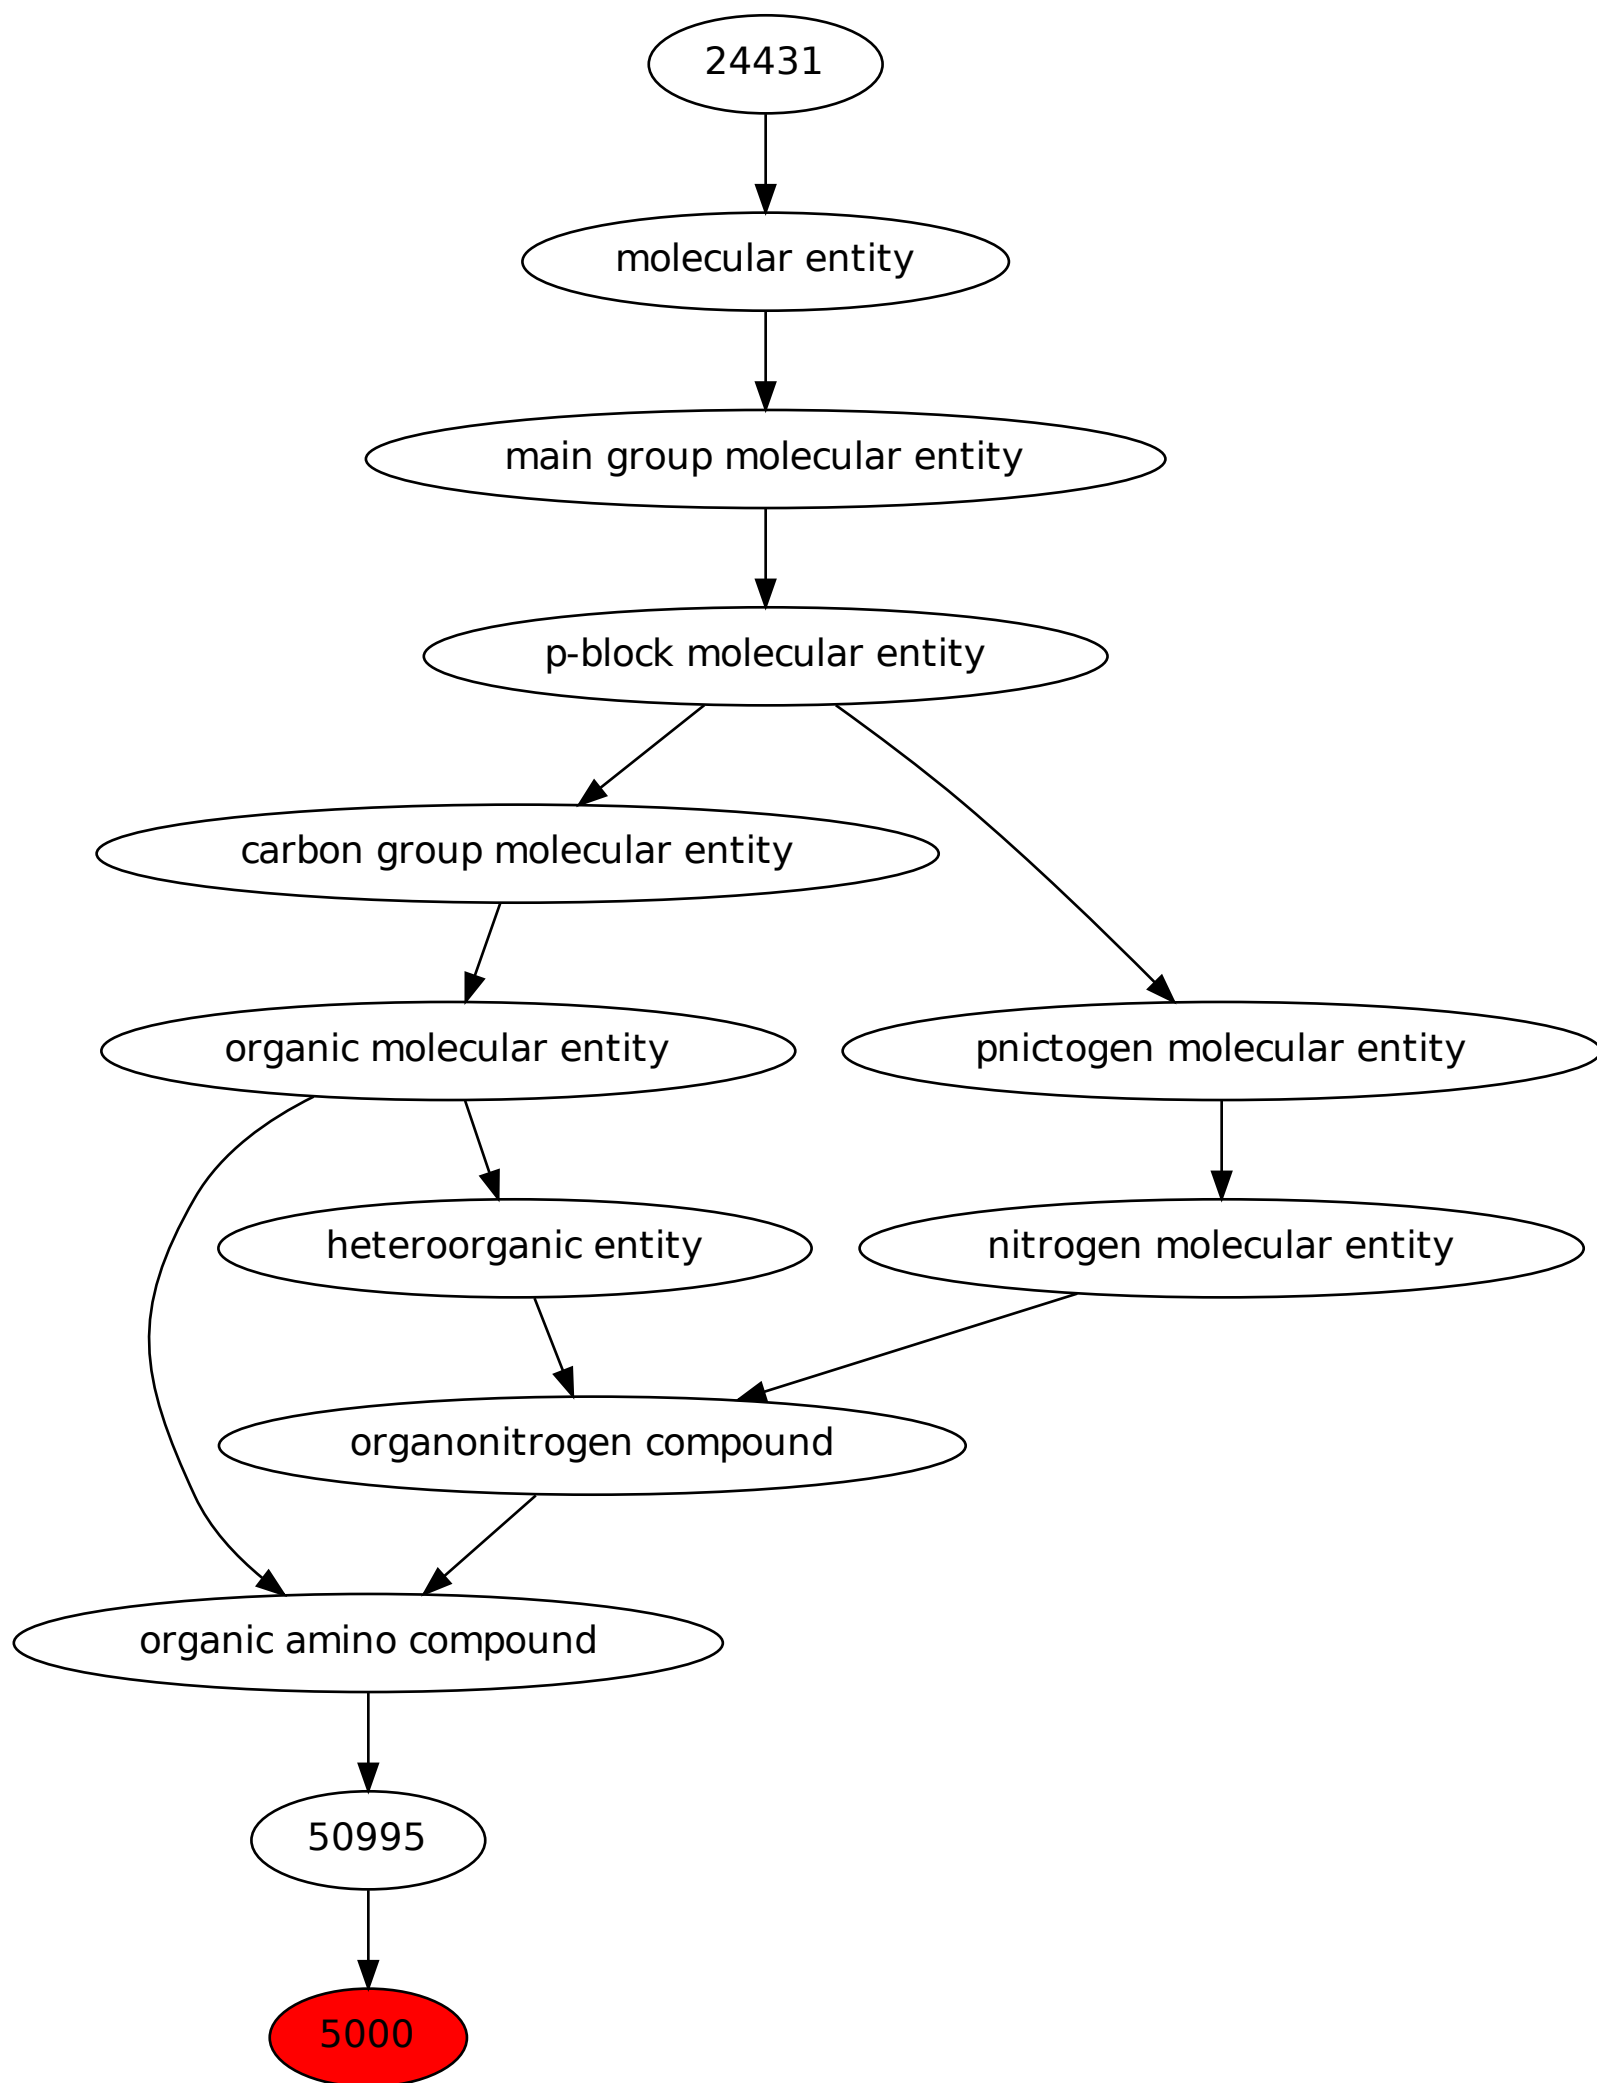 24431
molecular entity
main group molecular entity
p-block molecular entity
carbon group molecular entity
organic molecular entity
pnictogen molecular entity
heteroorganic entity
nitrogen molecular entity
organonitrogen compound
organic amino compound
50995
5000